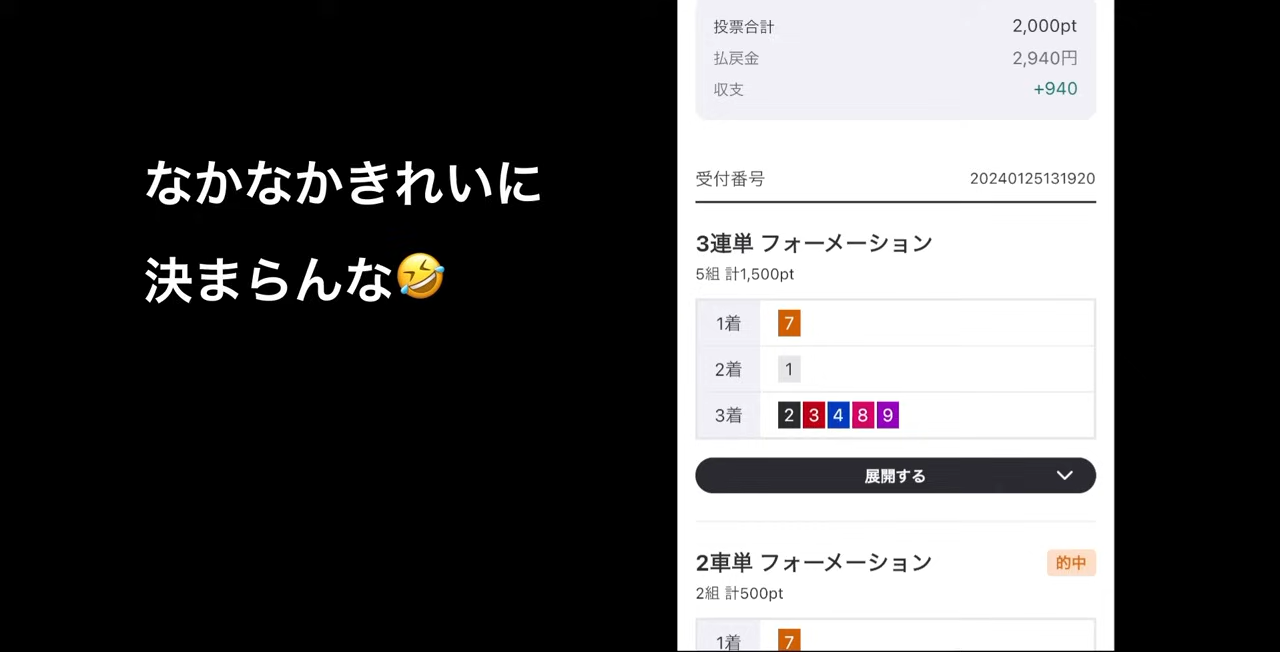 なかなかきれいに
決まらんな🤣
投票合計 2,000pt
払戻金 2,940円
収支 +940
受付番号 20240125131920
3連単 フォーメーション
5組 計1,500pt
1着 7
2着 1
3着 2 3 4 8 9
展開する
2車単 フォーメーション 的中
2組 計500pt
1着 7